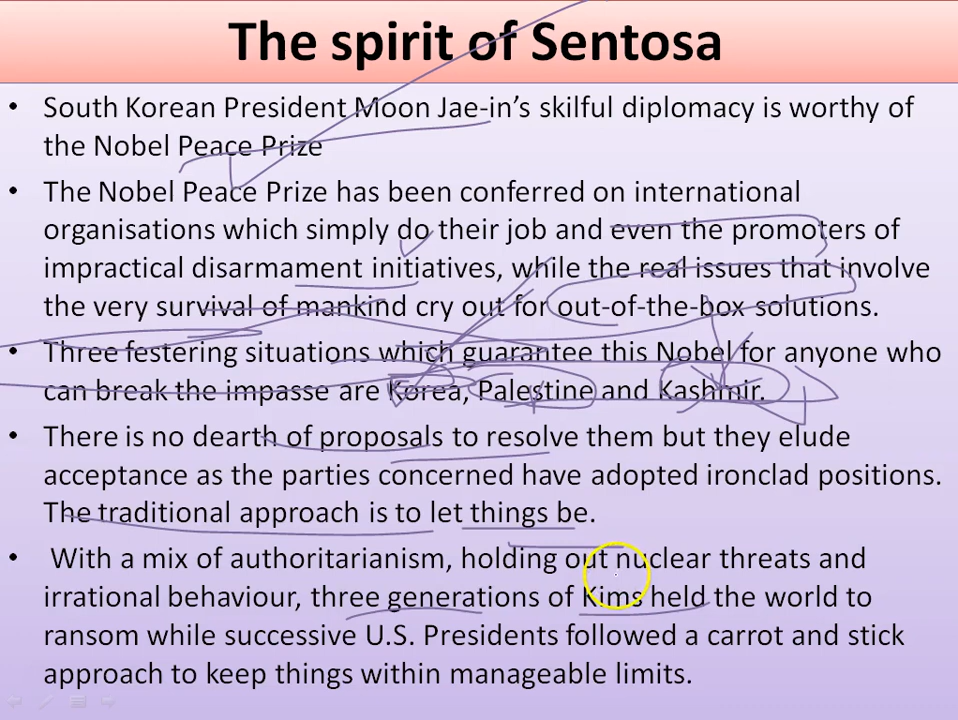 The spirit of Sentosa
• South Korean President Moon Jae-in’s skilful diplomacy is worthy of
the Nobel Peace Prize
• The Nobel Peace Prize has been conferred on international
organisations which simply do their job and even the promoters of
impractical disarmament initiatives, while the real issues that involve
the very survival of mankind cry out for out-of-the-box solutions.
• Three festering situations which guarantee this Nobel for anyone who
can break the impasse are Korea, Palestine and Kashmir.
• There is no dearth of proposals to resolve them but they elude
acceptance as the parties concerned have adopted ironclad positions.
The traditional approach is to let things be.
• With a mix of authoritarianism, holding out nuclear threats and
irrational behaviour, three generations of Kims held the world to
ransom while successive U.S. Presidents followed a carrot and stick
approach to keep things within manageable limits.